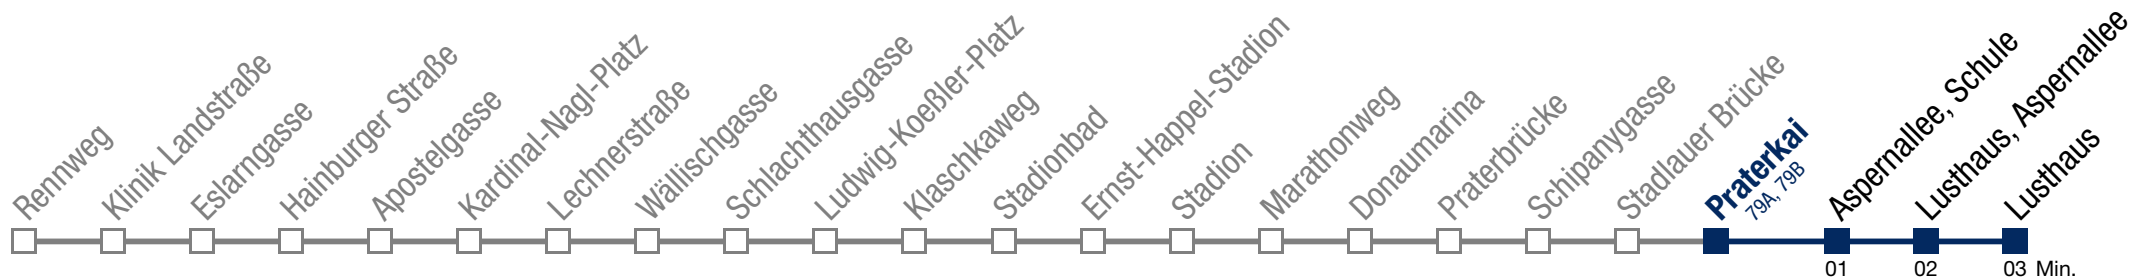 Rennweg
Klinik Landstraße
Eslarngasse
Hainburger Straße
Apostelgasse
Kardinal-Nagl-Platz
Lechnerstraße
Wällischgasse
Schlachthausgasse
Ludwig-Koeßler-Platz
Klaschkaweg
Stadionbad
Ernst-Happel-Stadion
Stadion
Marathonweg
Donaumarina
Praterbrücke
Schipanygasse
Stadlauer Brücke
Praterkai
79A, 79B
Aspernallee, Schule
Lusthaus, Aspernallee
Lusthaus
01 02 03 Min.